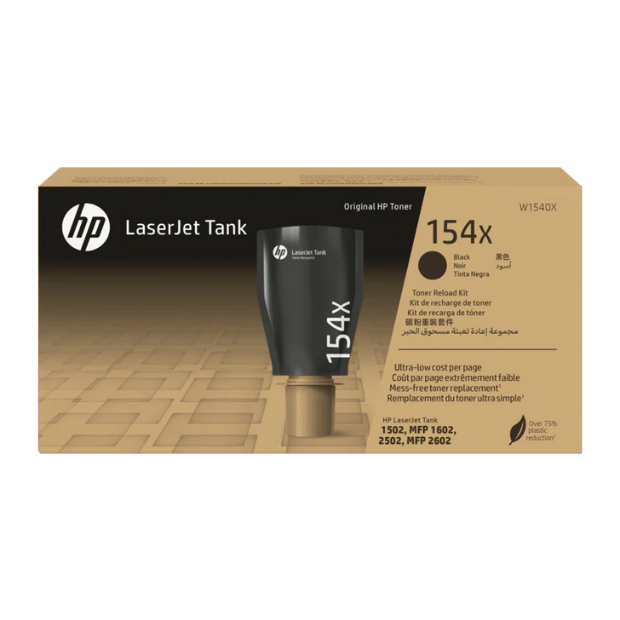 hp
LaserJet Tank
Original HP Toner
W1540X
154x
Black
Noir
Tinta Negra
黑色
أسود
Toner Reload Kit
Kit de recharge de toner
Kit de recarga de tóner
碳粉重裝套件
مجموعة إعادة تعبئة مسحوق الحبر
Ultra-low cost per page
Coût par page extrêmement faible
Mess-free toner replacement¹
Remplacement du toner ultra simple¹
HP LaserJet Tank
1502, MFP 1602,
2502, MFP 2602
Over 75%
plastic
reduction²
hp
LaserJet Tank
154x